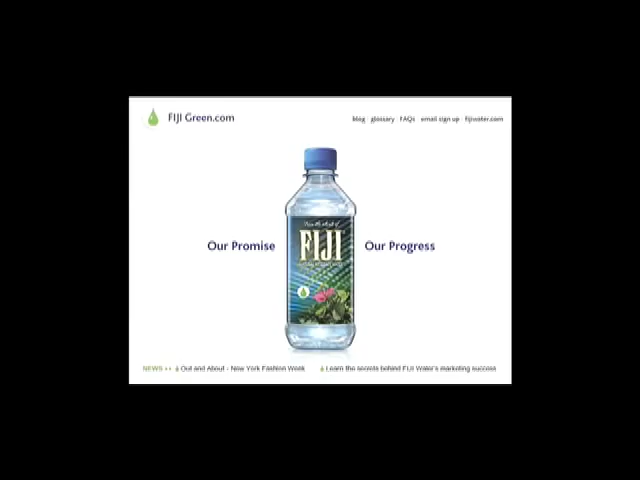 FIJI Green.com
blog glossary FAQs email sign up fijiwater.com
FIJI
Our Promise
Our Progress
NEWS >> Out and About - New York Fashion Week
Learn the secrets behind FIJI Water's marketing success